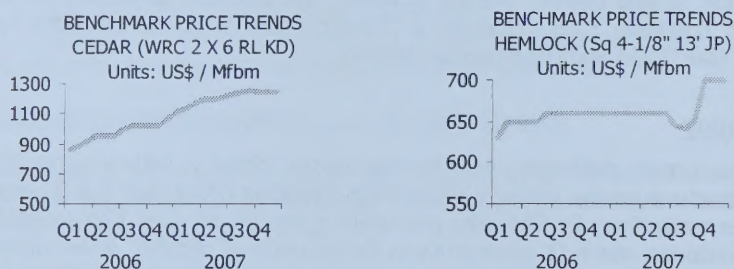 BENCHMARK PRICE TRENDS
CEDAR (WRC 2 X 6 RL KD)
Units: US$ / Mfbm
1300
1100
900
700
500
Q1 Q2 Q3 Q4 Q1 Q2 Q3 Q4
2006 2007
BENCHMARK PRICE TRENDS
HEMLOCK (Sq 4-1/8" 13' JP)
Units: US$ / Mfbm
700
650
600
550
Q1 Q2 Q3 Q4 Q1 Q2 Q3 Q4
2006 2007